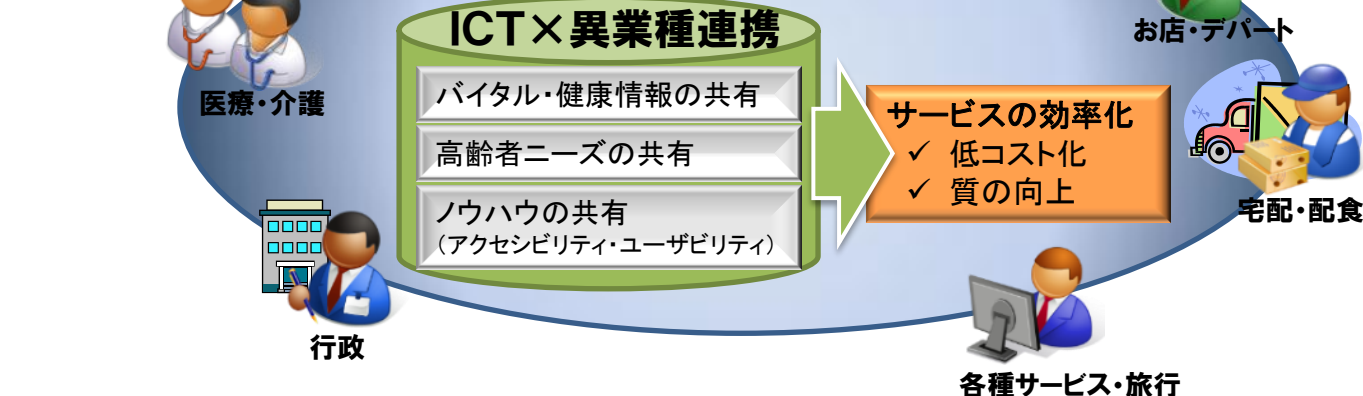 ICT×異業種連携
お店・デパート
医療・介護
バイタル・健康情報の共有
高齢者ニーズの共有
ノウハウの共有
（アクセシビリティ・ユーザビリティ）
サービスの効率化
✓ 低コスト化
✓ 質の向上
宅配・配食
行政
各種サービス・旅行